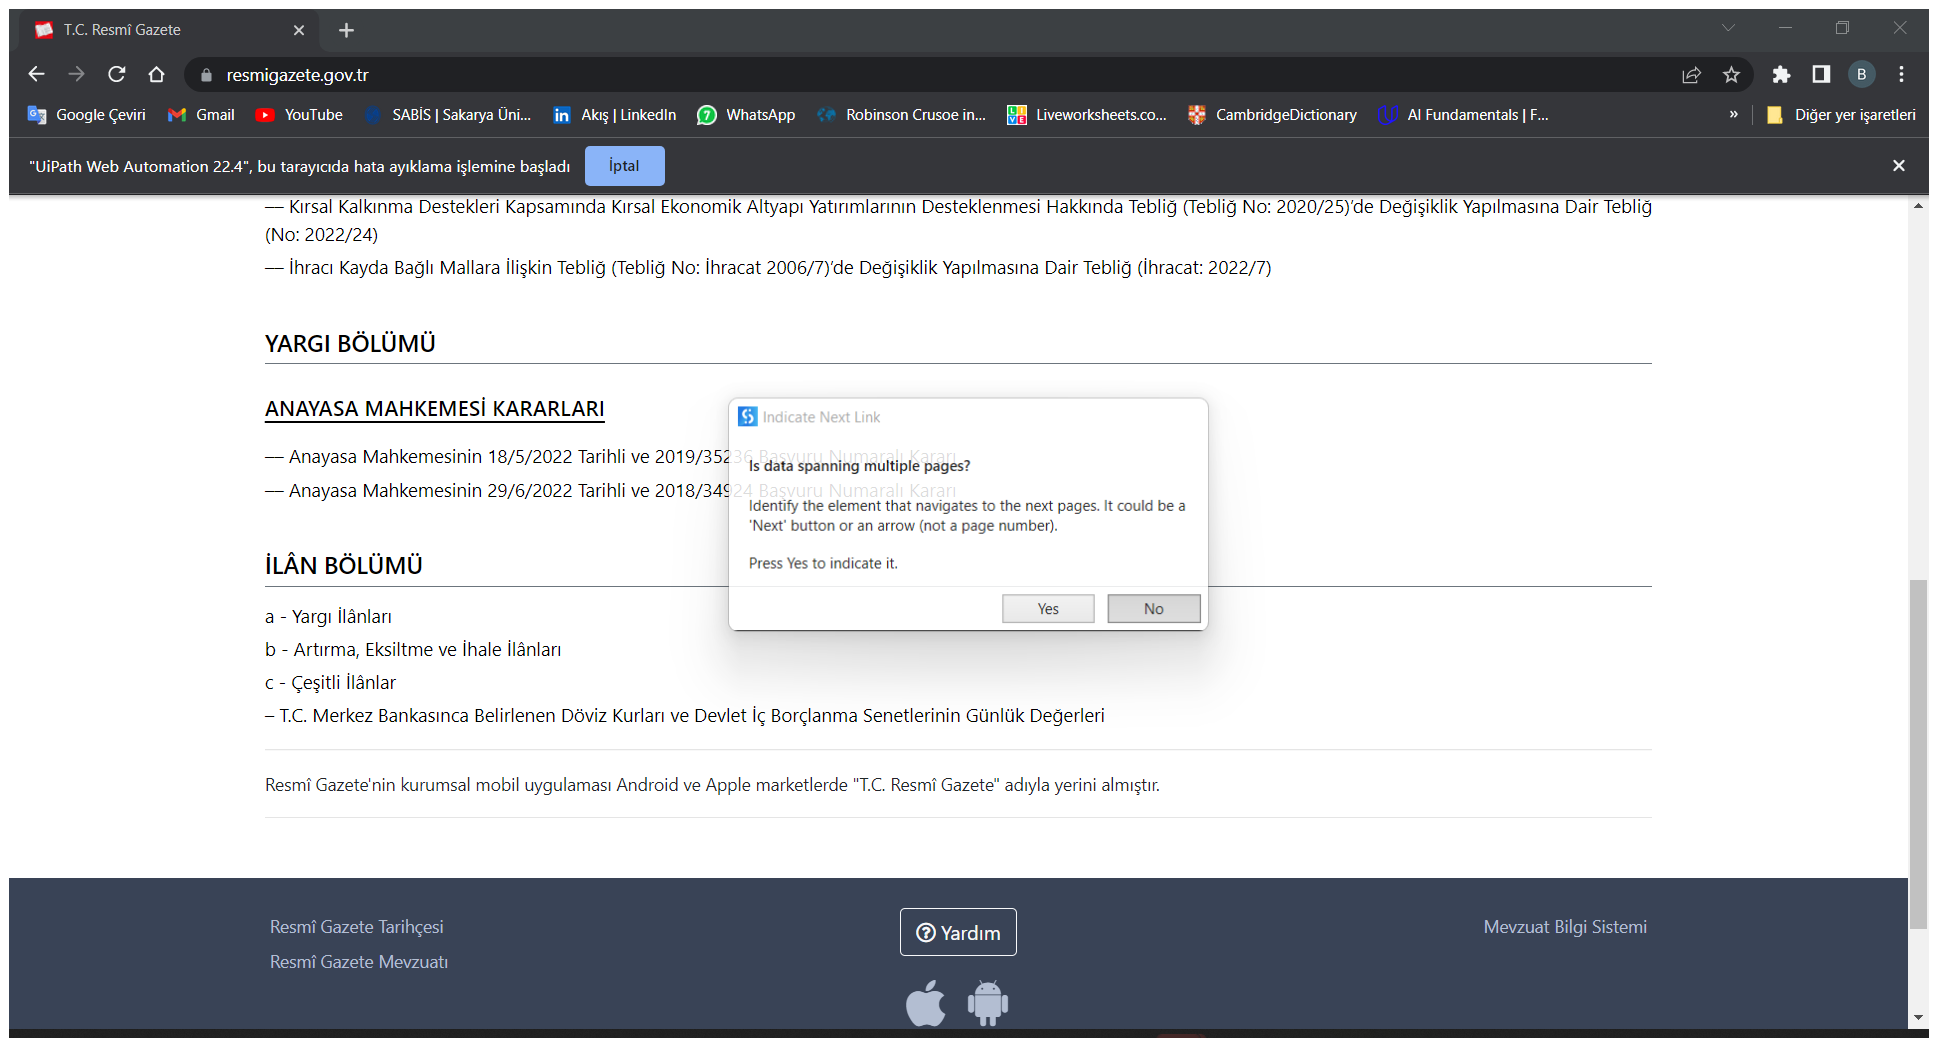 T.C. Resmî Gazete
resmigazete.gov.tr
B
Google Çeviri
Gmail
YouTube
SABİS | Sakarya Üni...
Akış | LinkedIn
WhatsApp
Robinson Crusoe in...
Liveworksheets.co...
CambridgeDictionary
AI Fundamentals | F...
»
Diğer yer işaretleri
"UiPath Web Automation 22.4", bu tarayıcıda hata ayıklama işlemine başladı
İptal
–– Kırsal Kalkınma Destekleri Kapsamında Kırsal Ekonomik Altyapı Yatırımlarının Desteklenmesi Hakkında Tebliğ (Tebliğ No: 2020/25)’de Değişiklik Yapılmasına Dair Tebliğ
(No: 2022/24)
–– İhracı Kayda Bağlı Mallara İlişkin Tebliğ (Tebliğ No: İhracat 2006/7)’de Değişiklik Yapılmasına Dair Tebliğ (İhracat: 2022/7)
YARGI BÖLÜMÜ
ANAYASA MAHKEMESİ KARARLARI
–– Anayasa Mahkemesinin 18/5/2022 Tarihli ve 2019/35236 Başvuru Numaralı Kararı
–– Anayasa Mahkemesinin 29/6/2022 Tarihli ve 2018/34924 Başvuru Numaralı Kararı
Indicate Next Link
Is data spanning multiple pages?
Identify the element that navigates to the next pages. It could be a
'Next' button or an arrow (not a page number).
Press Yes to indicate it.
Yes
No
İLÂN BÖLÜMÜ
a - Yargı İlânları
b - Artırma, Eksiltme ve İhale İlânları
c - Çeşitli İlânlar
– T.C. Merkez Bankasınca Belirlenen Döviz Kurları ve Devlet İç Borçlanma Senetlerinin Günlük Değerleri
Resmî Gazete'nin kurumsal mobil uygulaması Android ve Apple marketlerde "T.C. Resmî Gazete" adıyla yerini almıştır.
Resmî Gazete Tarihçesi
Resmî Gazete Mevzuatı
Yardım
Mevzuat Bilgi Sistemi